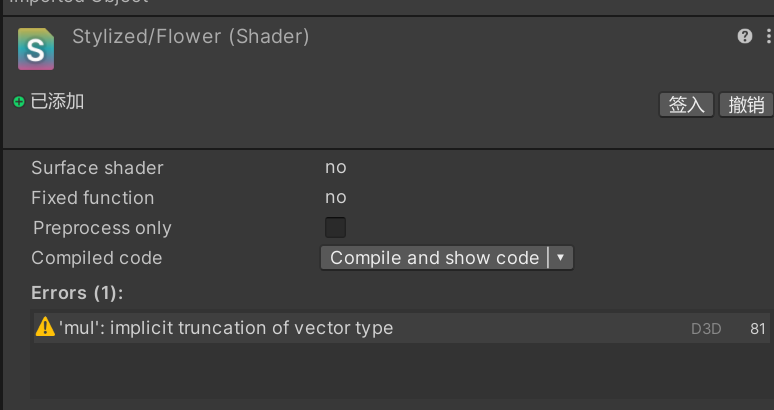 Imported Object
S
Stylized/Flower (Shader)
已添加
签入 撤销
Surface shader no
Fixed function no
Preprocess only
Compiled code Compile and show code
Errors (1):
'mul': implicit truncation of vector type D3D 81